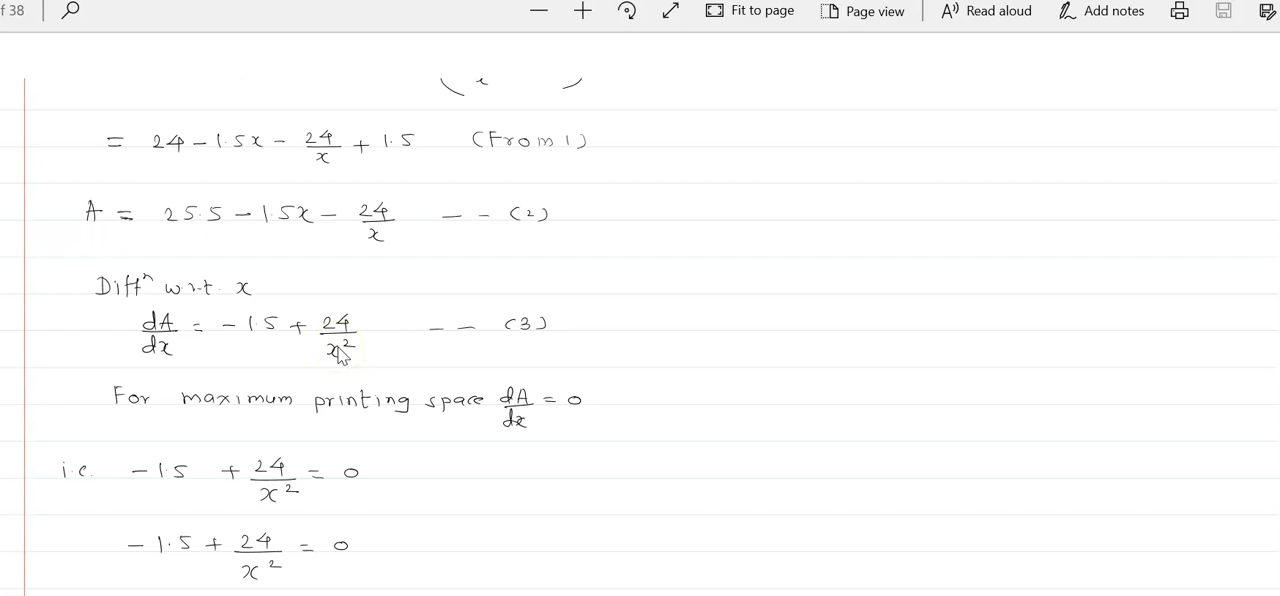 f 38 Fit to page Page view Read aloud Add notes
= 24 - 1.5x - 24/x + 1.5 (From 1)
A = 25.5 - 1.5x - 24/x -- (2)
Diffⁿ w.r.t. x
dA/dx = -1.5 + 24/x² -- (3)
For maximum printing space dA/dx = 0
i.e. -1.5 + 24/x² = 0
-1.5 + 24/x² = 0